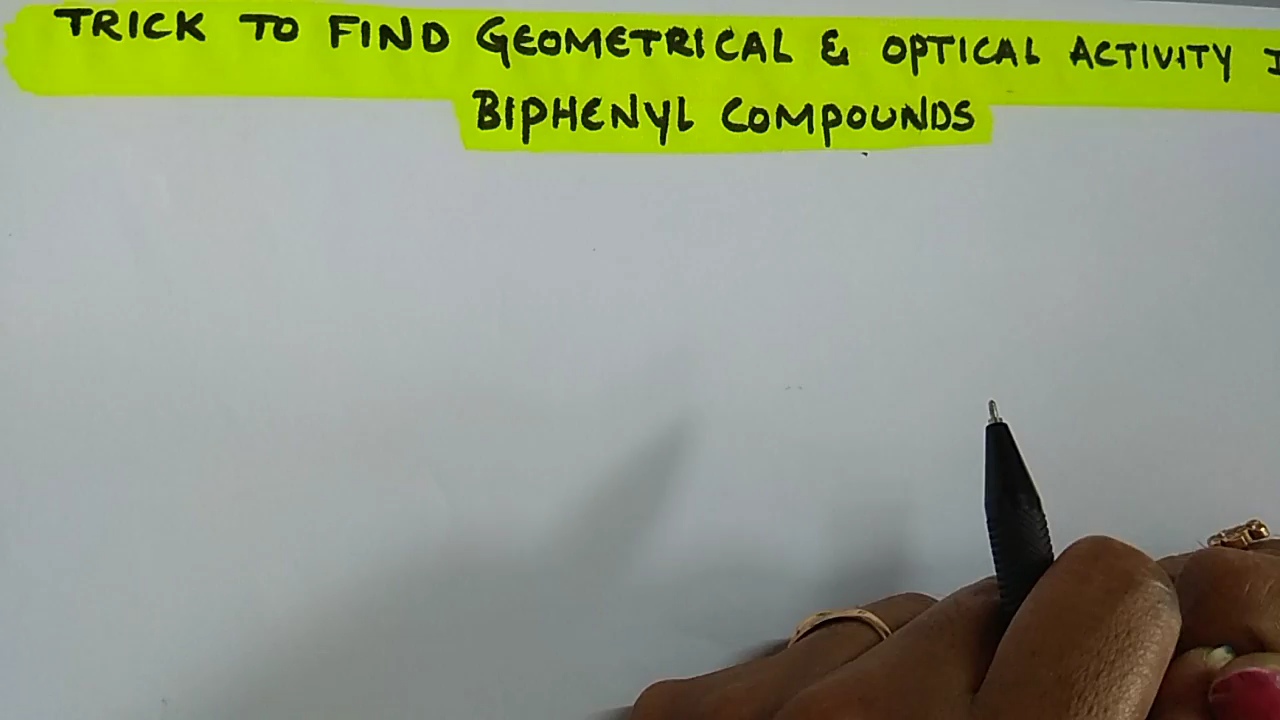 TRICK TO FIND GEOMETRICAL & OPTICAL ACTIVITY
BIPHENYL COMPOUNDS